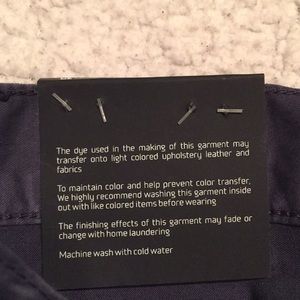 The dye used in the making of this garment may
transfer onto light colored upholstery leather and
fabrics
To maintain color and help prevent color transfer,
We highly recommend washing this garment inside
out with like colored items before wearing
The finishing effects of this garment may fade or
change with home laundering
Machine wash with cold water